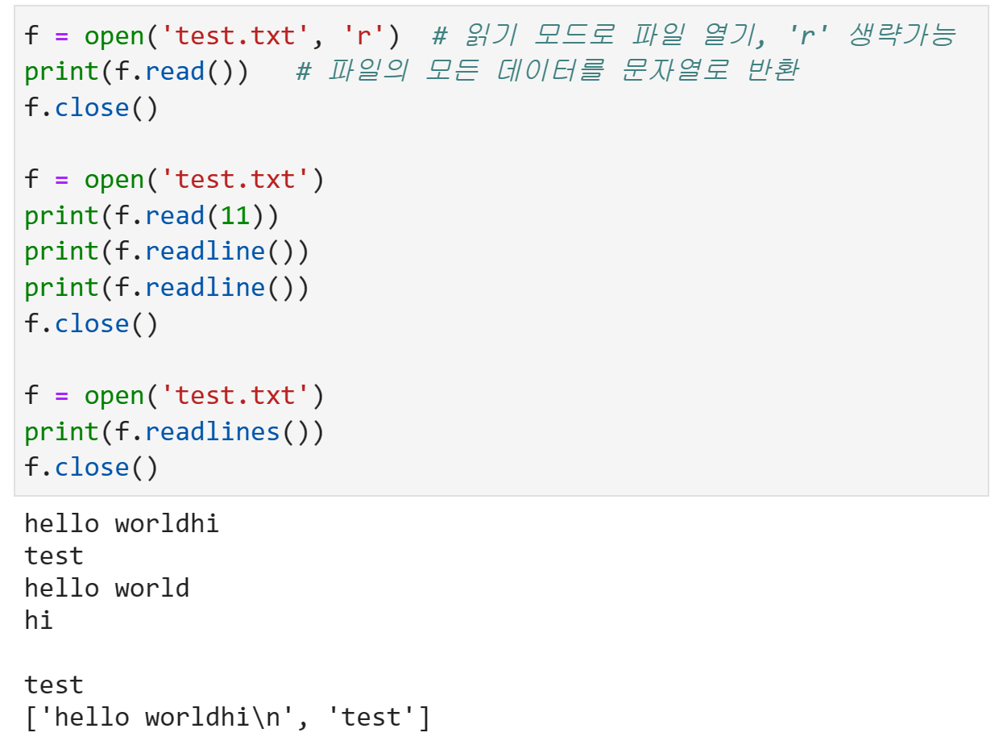 f = open('test.txt', 'r')  # 읽기 모드로 파일 열기, 'r' 생략가능
print(f.read())   # 파일의 모든 데이터를 문자열로 반환
f.close()

f = open('test.txt')
print(f.read(11))
print(f.readline())
print(f.readline())
f.close()

f = open('test.txt')
print(f.readlines())
f.close()
hello worldhi
test
hello world
hi

test
['hello worldhi\n', 'test']